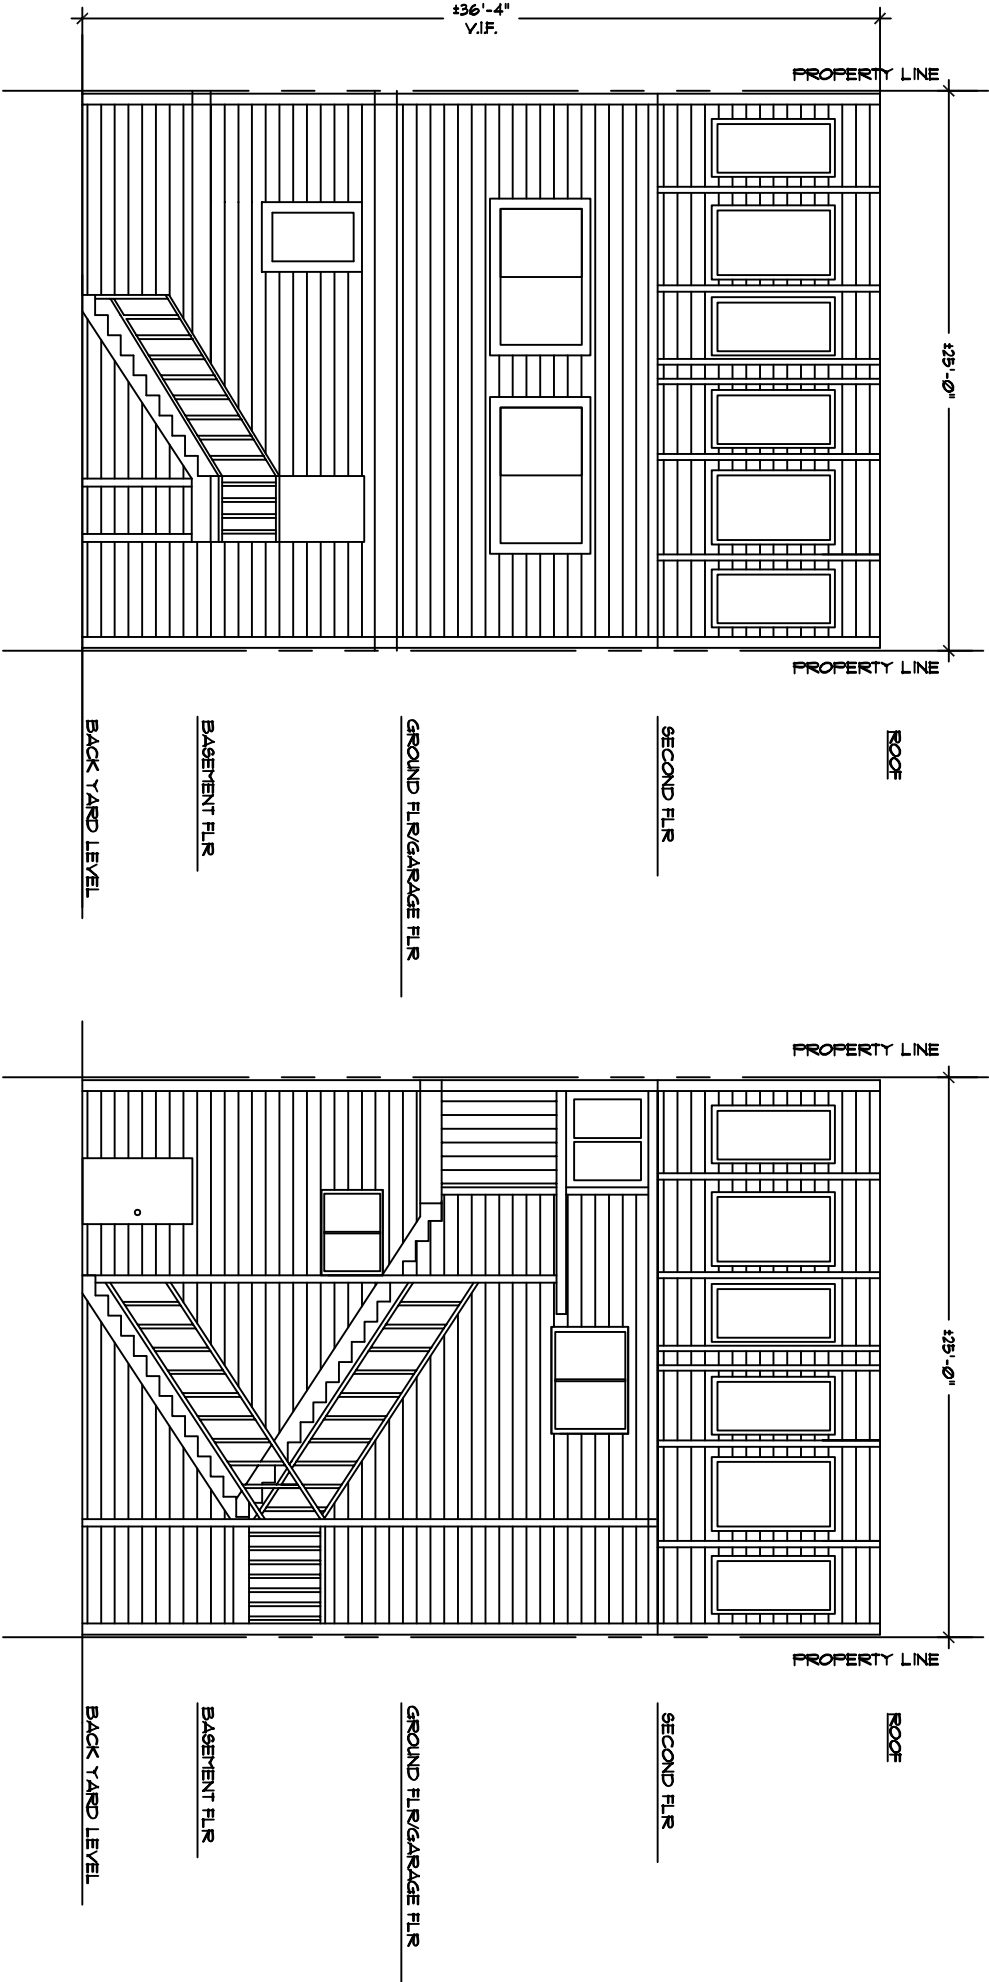 ±36'-4"
V.I.F.
PROPERTY LINE
±25'-0"
PROPERTY LINE
ROOF
SECOND FLR
GROUND FLR/GARAGE FLR
BASEMENT FLR
BACK YARD LEVEL
PROPERTY LINE
±25'-0"
PROPERTY LINE
ROOF
SECOND FLR
GROUND FLR/GARAGE FLR
BASEMENT FLR
BACK YARD LEVEL